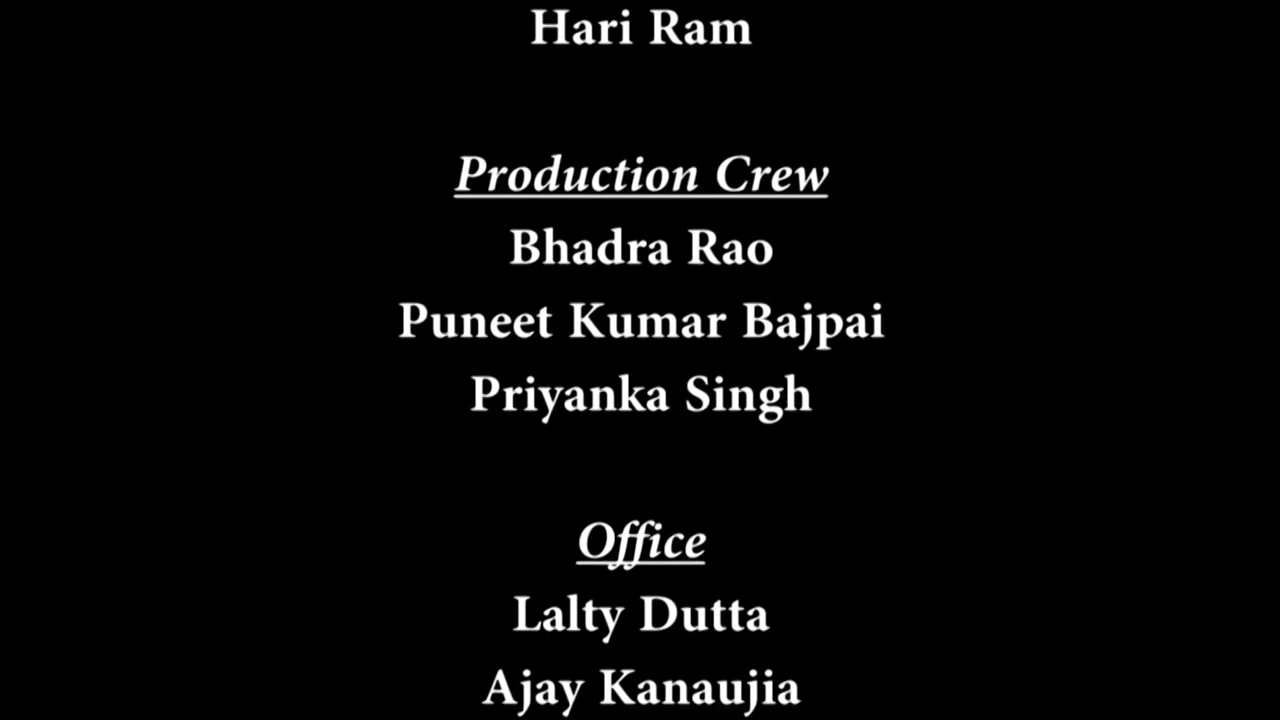 Hari Ram
Production Crew
Bhadra Rao
Puneet Kumar Bajpai
Priyanka Singh
Office
Lalty Dutta
Ajay Kanaujia